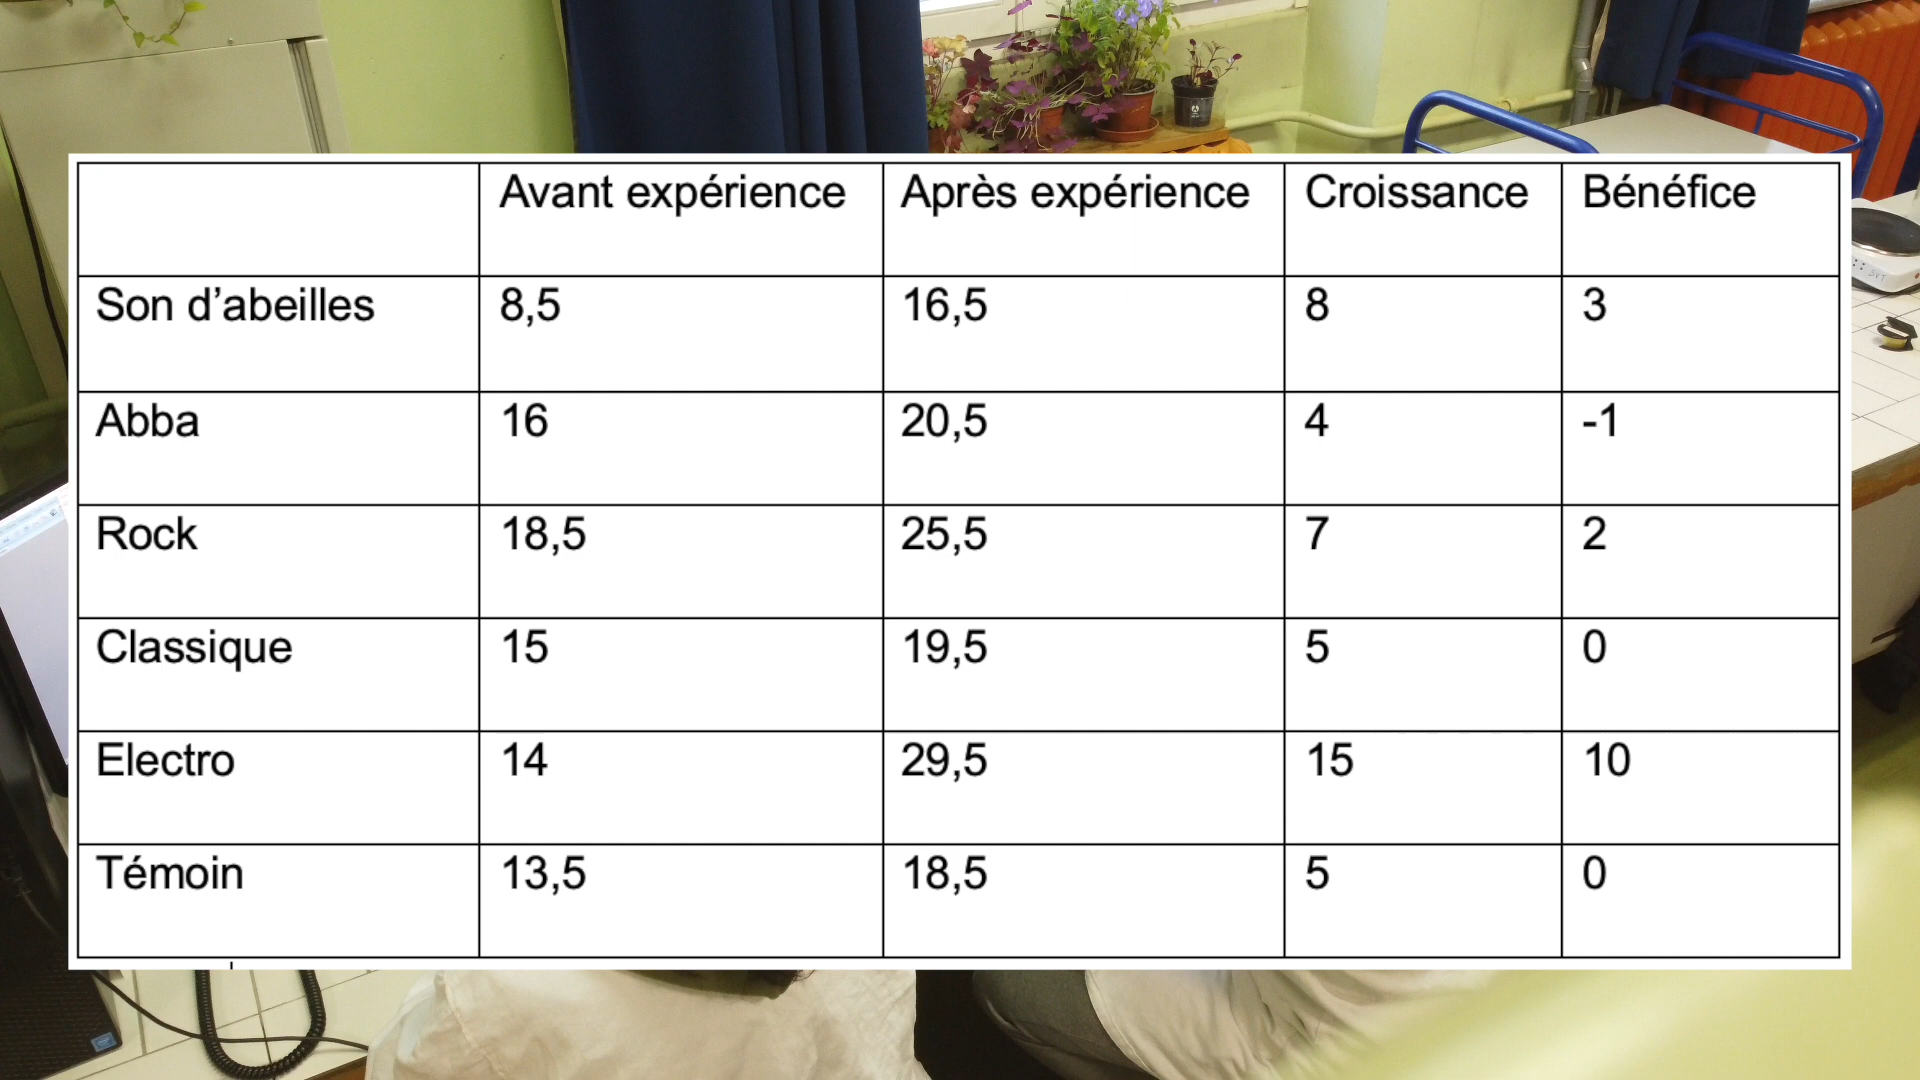 Avant expérience Après expérience Croissance Bénéfice
Son d’abeilles 8,5 16,5 8 3
Abba 16 20,5 4 -1
Rock 18,5 25,5 7 2
Classique 15 19,5 5 0
Electro 14 29,5 15 10
Témoin 13,5 18,5 5 0
SVT